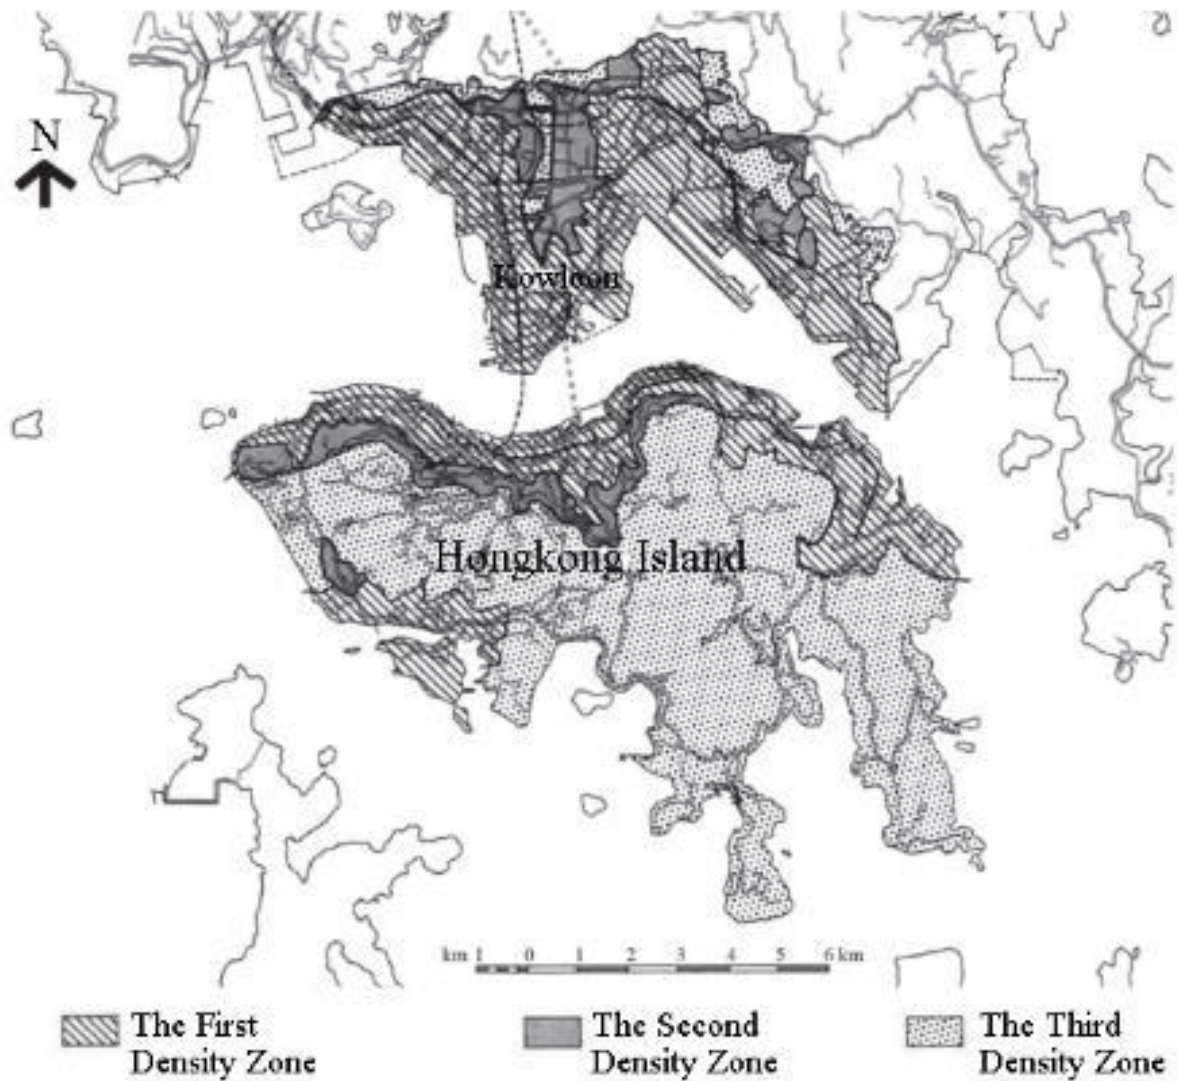 N
Kowloon
Hongkong Island
km 1 0 1 2 3 4 6 km
The First
Density Zone
The Second
Density Zone
The Third
Density Zone